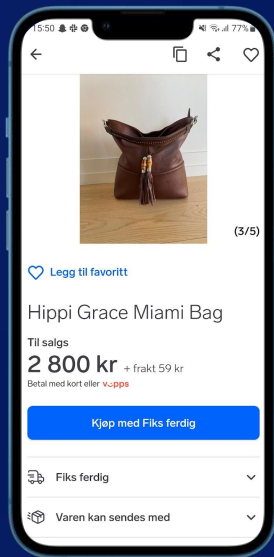 15:50
77%
(3/5)
Legg til favoritt
Hippi Grace Miami Bag
Til salgs
2 800 kr + frakt 59 kr
Betal med kort eller vipps
Kjøp med Fiks ferdig
Fiks ferdig
Varen kan sendes med